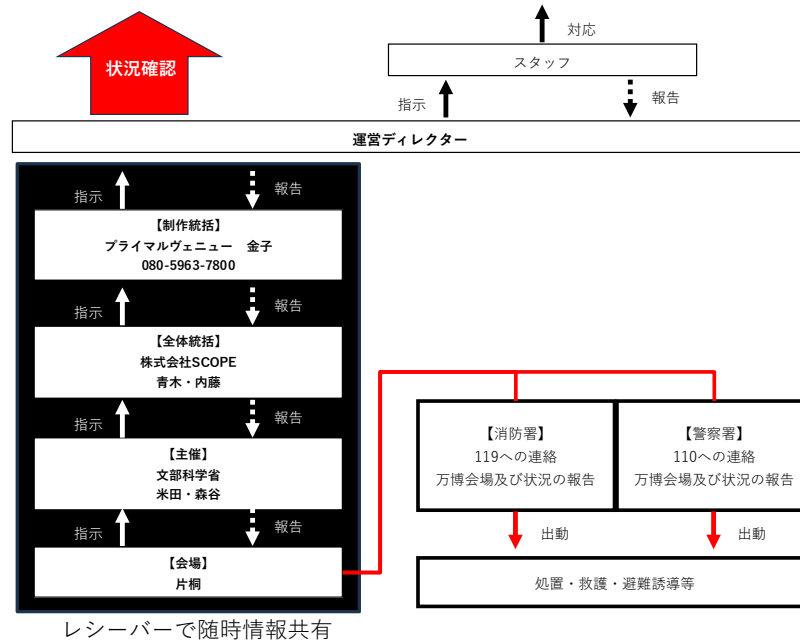 状況確認
対応
スタッフ
指示
報告
運営ディレクター
指示
報告
【制作統括】
プライマルヴェニュー　金子
080-5963-7800
指示
報告
【全体統括】
株式会社SCOPE
青木・内藤
指示
報告
【主催】
文部科学省
米田・森谷
指示
報告
【会場】
片桐
レシーバーで随時情報共有
【消防署】
119への連絡
万博会場及び状況の報告
【警察署】
110への連絡
万博会場及び状況の報告
出動
出動
処置・救護・避難誘導等